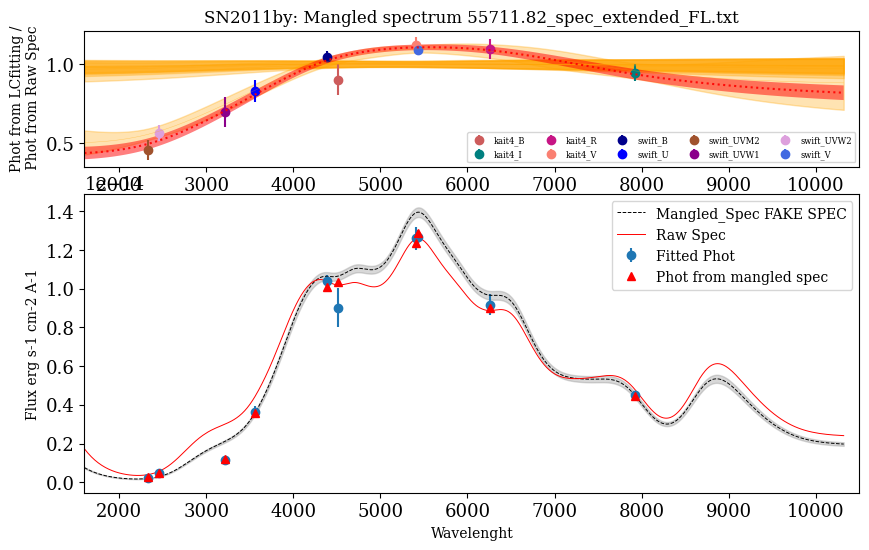 SN2011by: Mangled spectrum 55711.82_spec_extended_FL.txt
Phot from LCfitting /
Phot from Raw Spec
1.0
0.5
kait4_B
kait4_R
swift_B
swift_UVM2
swift_UVW2
kait4_I
kait4_V
swift_U
swift_UVW1
swift_V
2000 3000 4000 5000 6000 7000 8000 9000 10000
1e−14
Flux erg s-1 cm-2 A-1
1.4
1.2
1.0
0.8
0.6
0.4
0.2
0.0
Mangled_Spec FAKE SPEC
Raw Spec
Fitted Phot
Phot from mangled spec
2000 3000 4000 5000 6000 7000 8000 9000 10000
Wavelenght